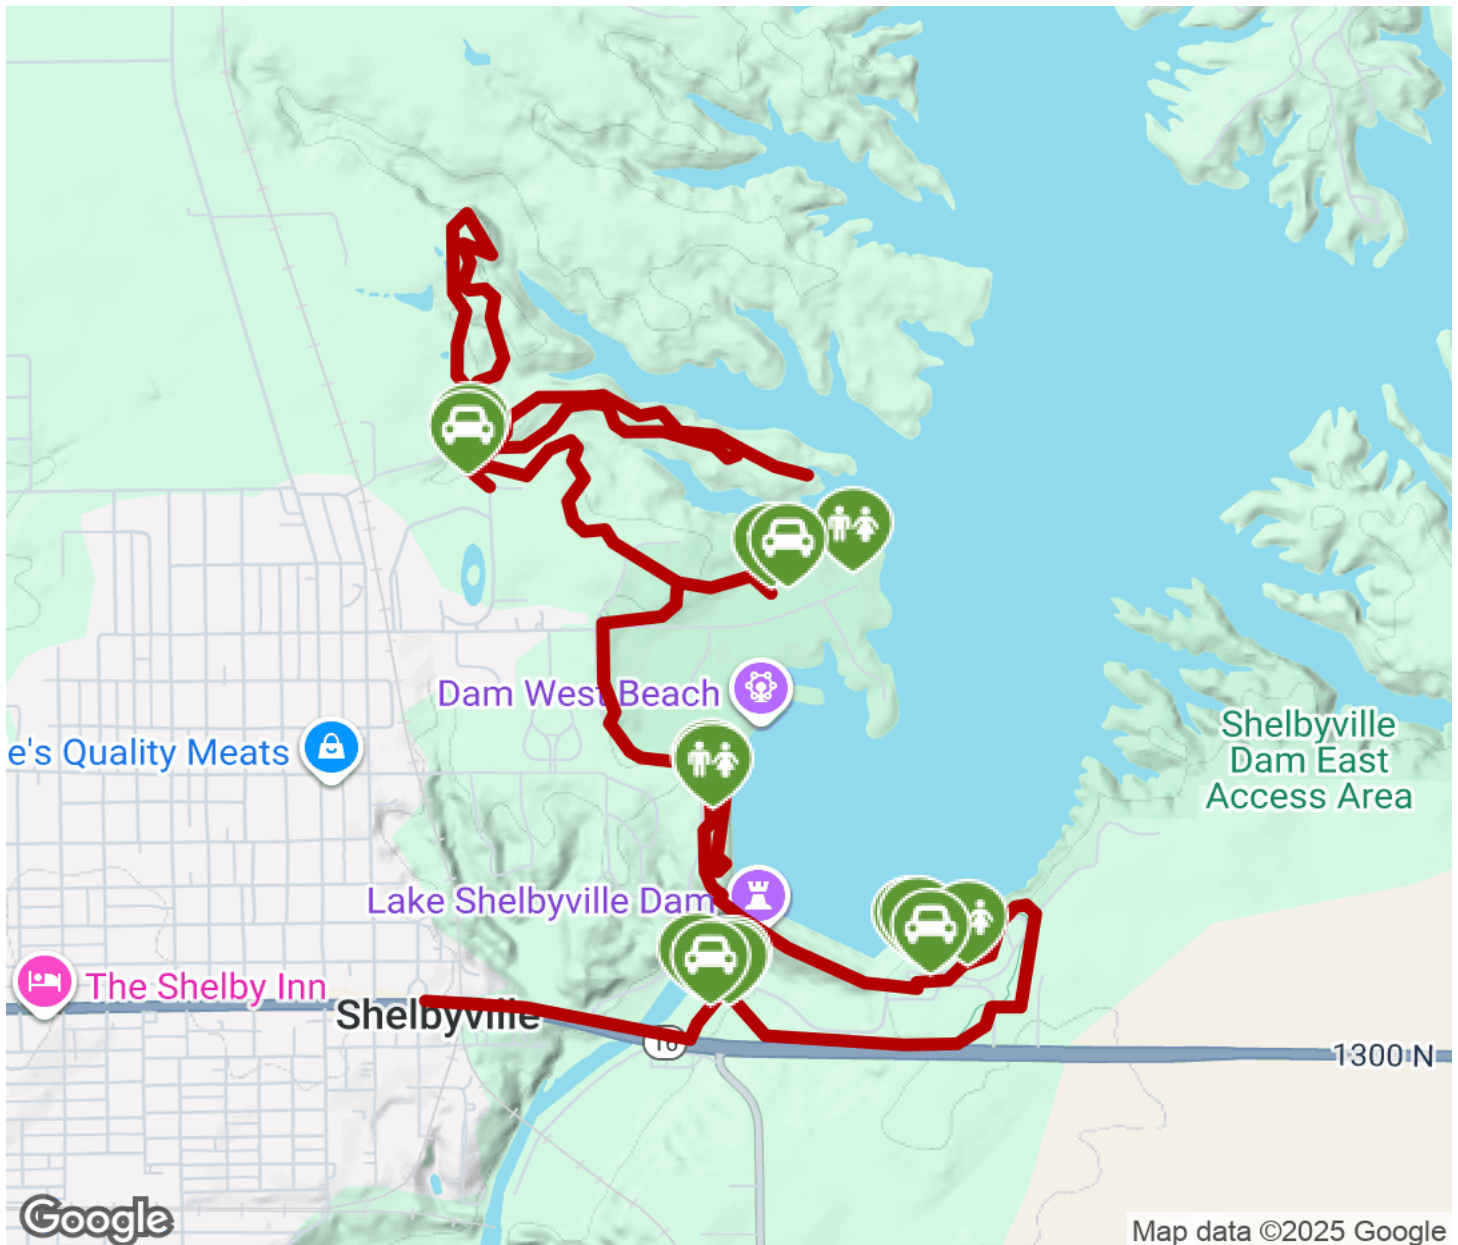 Dam West Beach
Shelbyville
Dam East
Access Area
e's Quality Meats
Lake Shelbyville Dam
The Shelby Inn
Shelbyville
16
1300 N
Google
Map data ©2025 Google